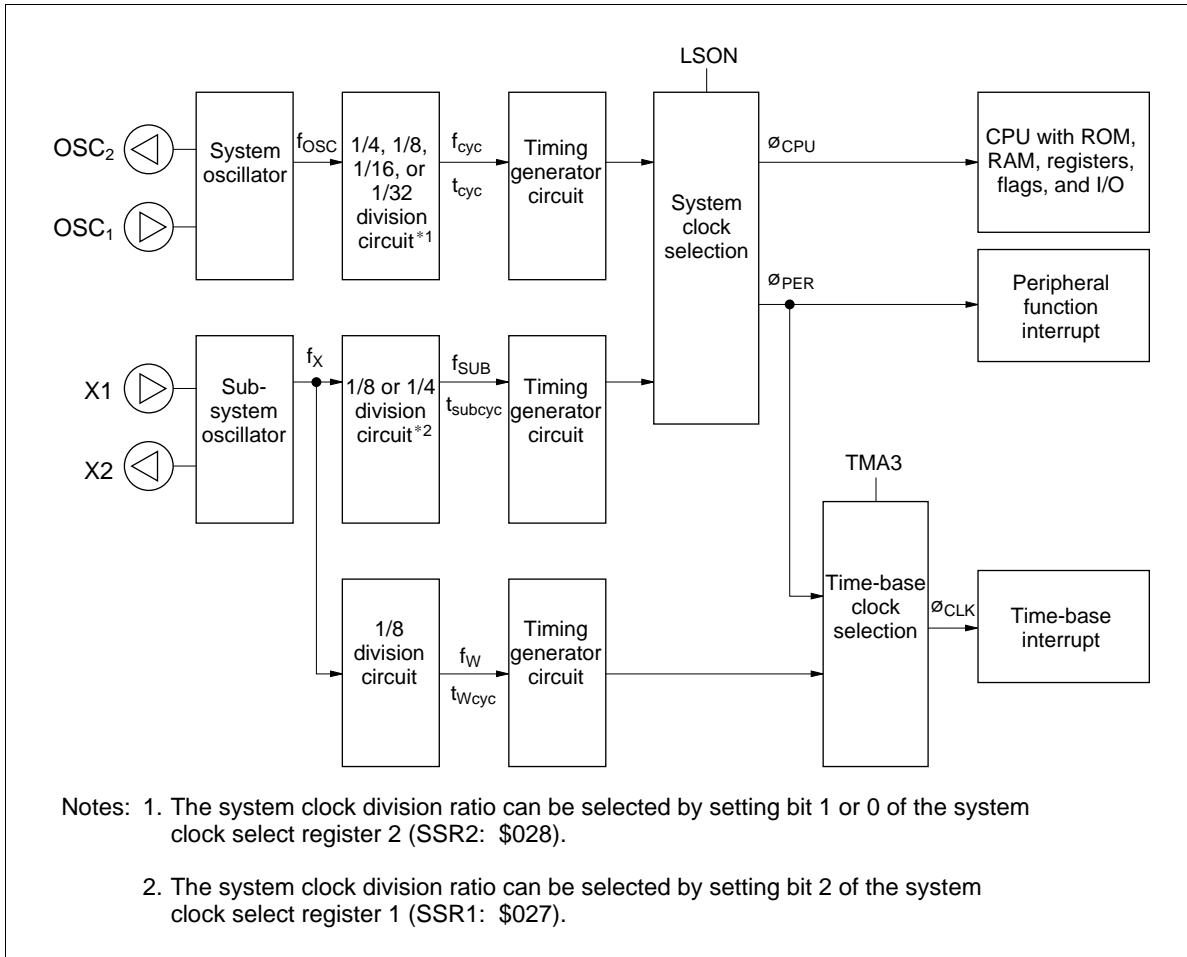 LSON
OSC2
OSC1
System
oscillator
fOSC
1/4, 1/8,
1/16, or
1/32
division
circuit*1
fcyc
tcyc
Timing
generator
circuit
System
clock
selection
øCPU
øPER
CPU with ROM,
RAM, registers,
flags, and I/O
Peripheral
function
interrupt
X1
X2
Sub-
system
oscillator
fX
1/8 or 1/4
division
circuit*2
fSUB
tsubcyc
Timing
generator
circuit
TMA3
1/8
division
circuit
fW
tWcyc
Timing
generator
circuit
Time-base
clock
selection
øCLK
Time-base
interrupt
Notes: 1. The system clock division ratio can be selected by setting bit 1 or 0 of the system
clock select register 2 (SSR2: $028).
2. The system clock division ratio can be selected by setting bit 2 of the system
clock select register 1 (SSR1: $027).